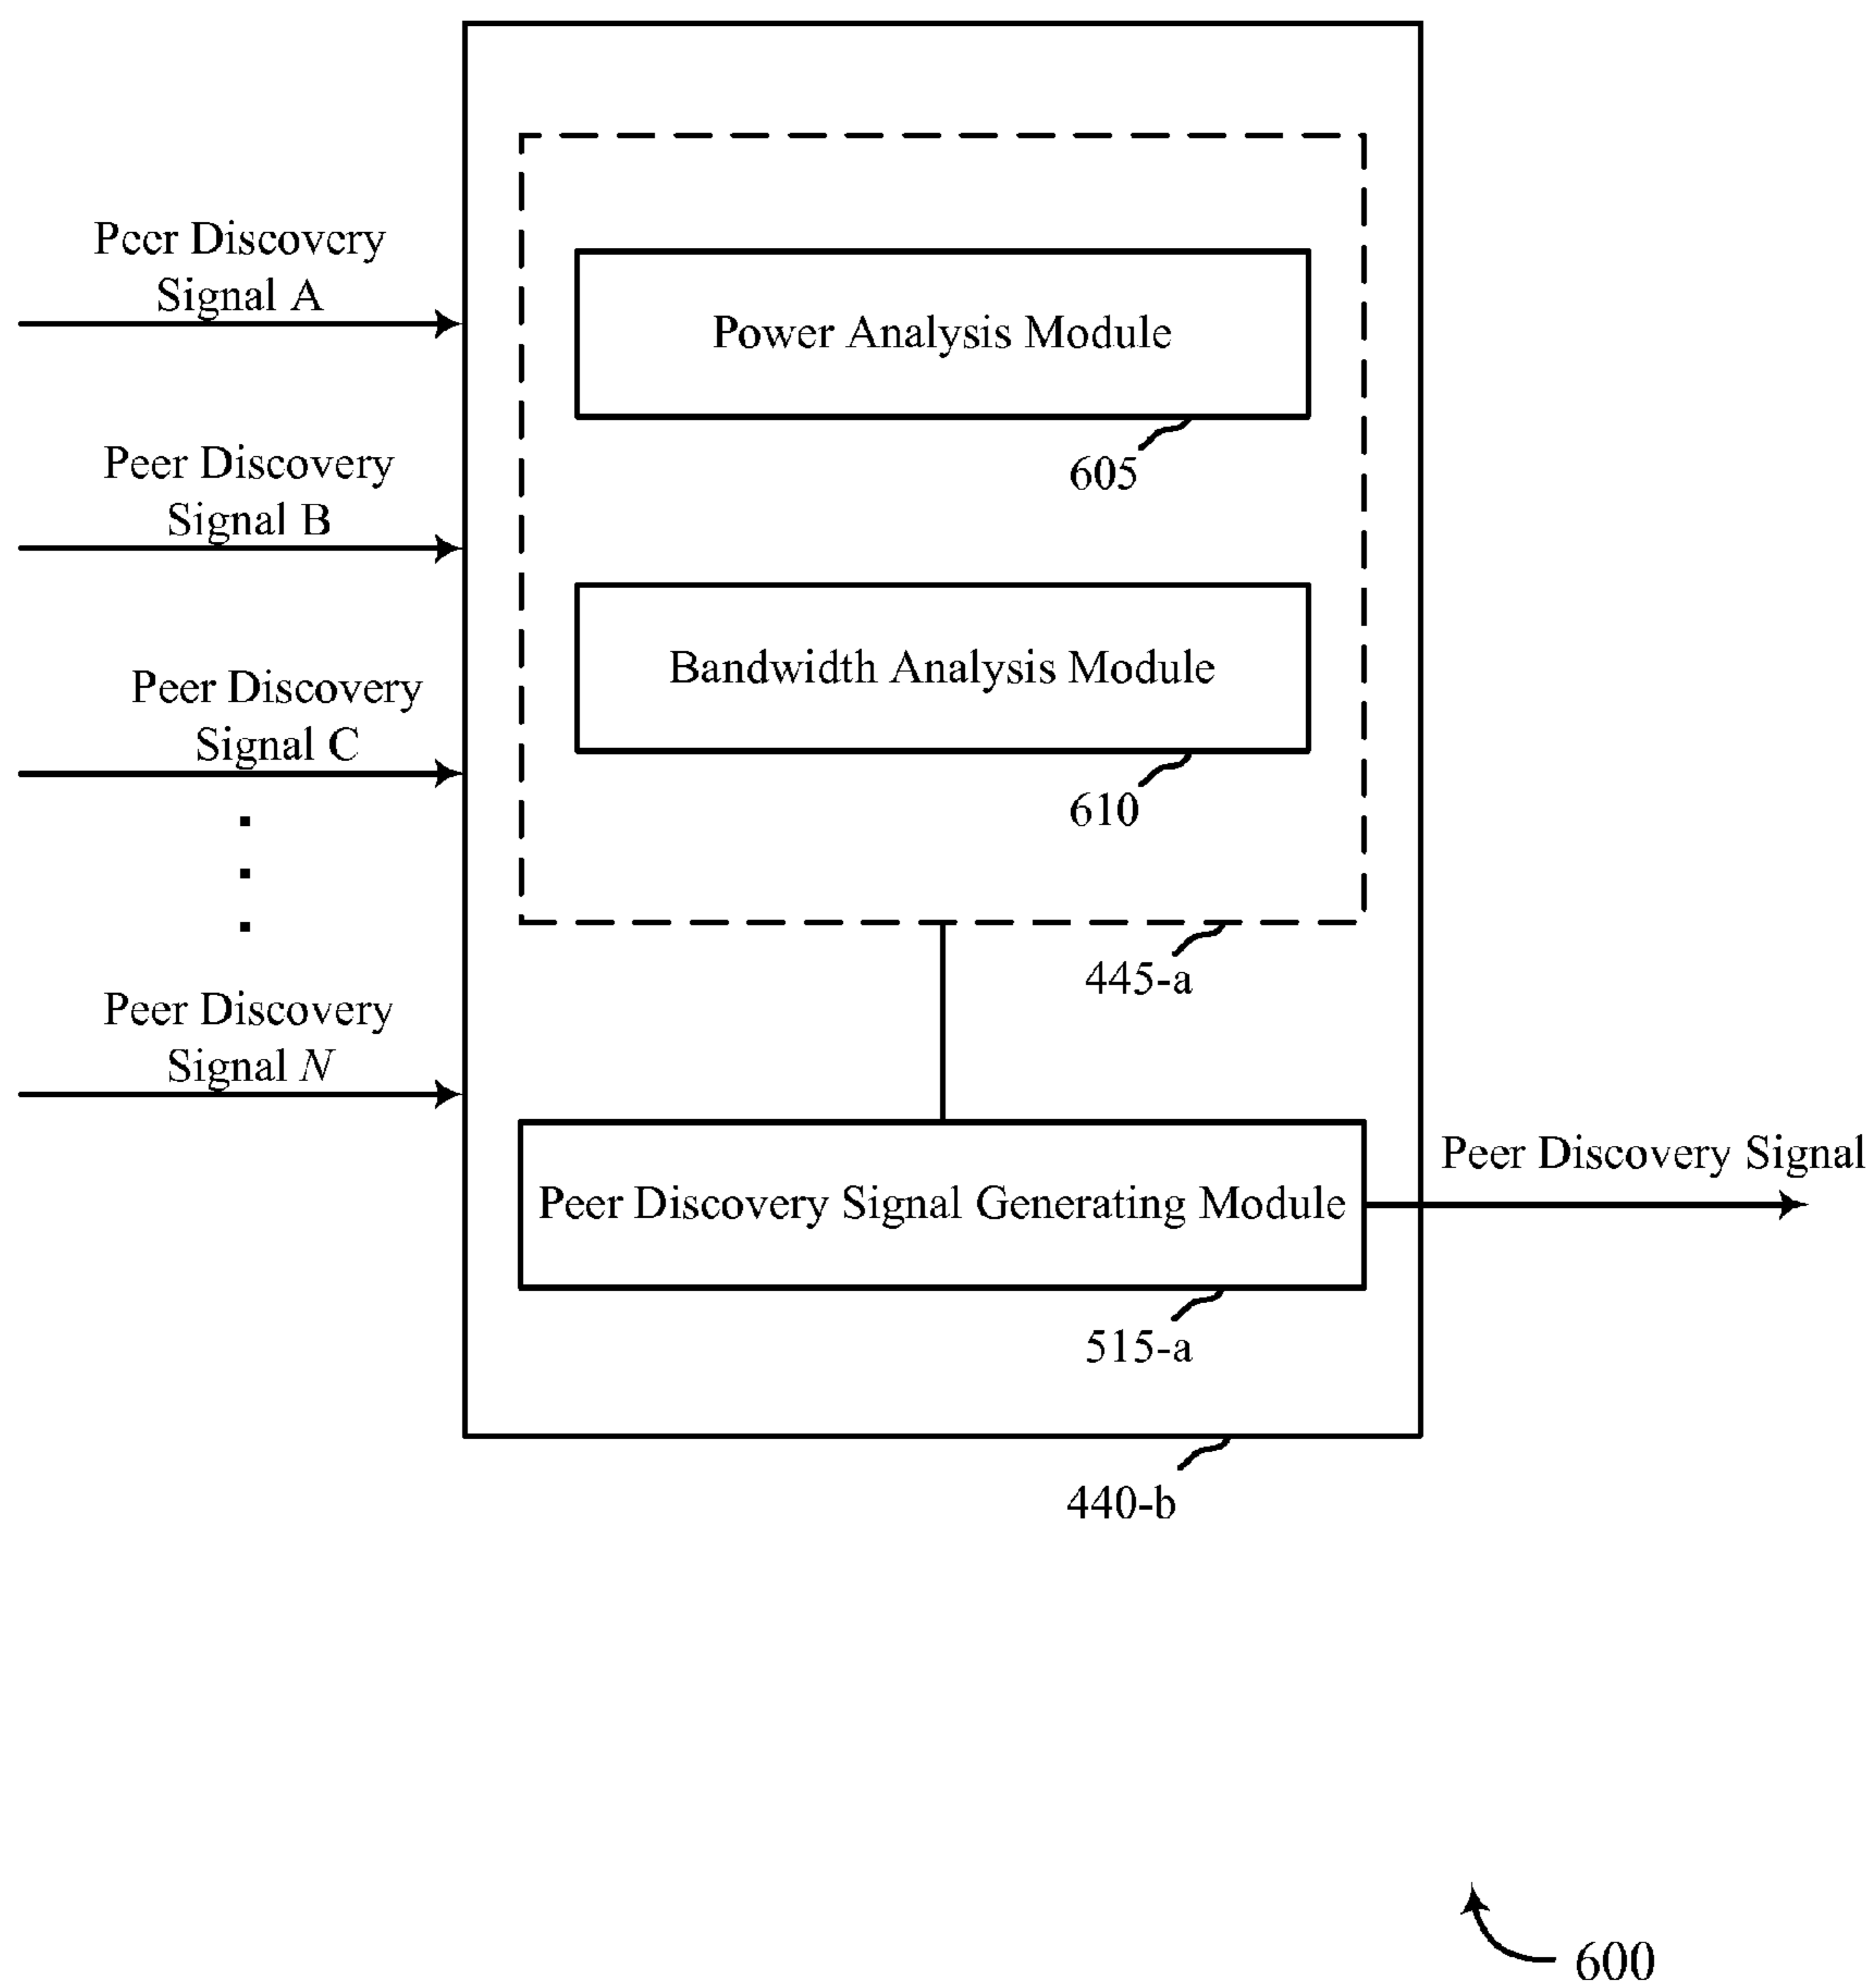 Peer Discovery
Signal A
Power Analysis Module
605
Peer Discovery
Signal B
Bandwidth Analysis Module
610
Peer Discovery
Signal C
445-a
Peer Discovery
Signal N
Peer Discovery Signal
Peer Discovery Signal Generating Module
515-a
440-b
600